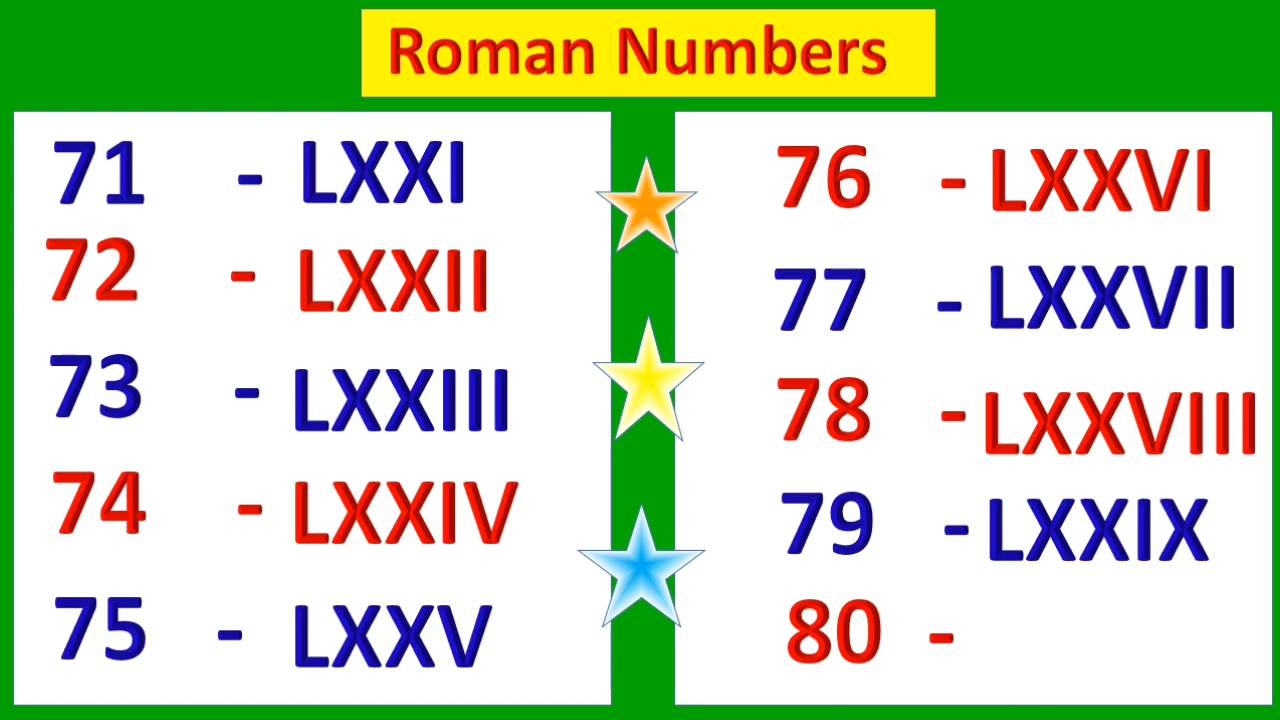 Roman Numbers
71 - LXXI
72 - LXXII
73 - LXXIII
74 - LXXIV
75 - LXXV
76 - LXXVI
77 - LXXVII
78 - LXXVIII
79 - LXXIX
80 -